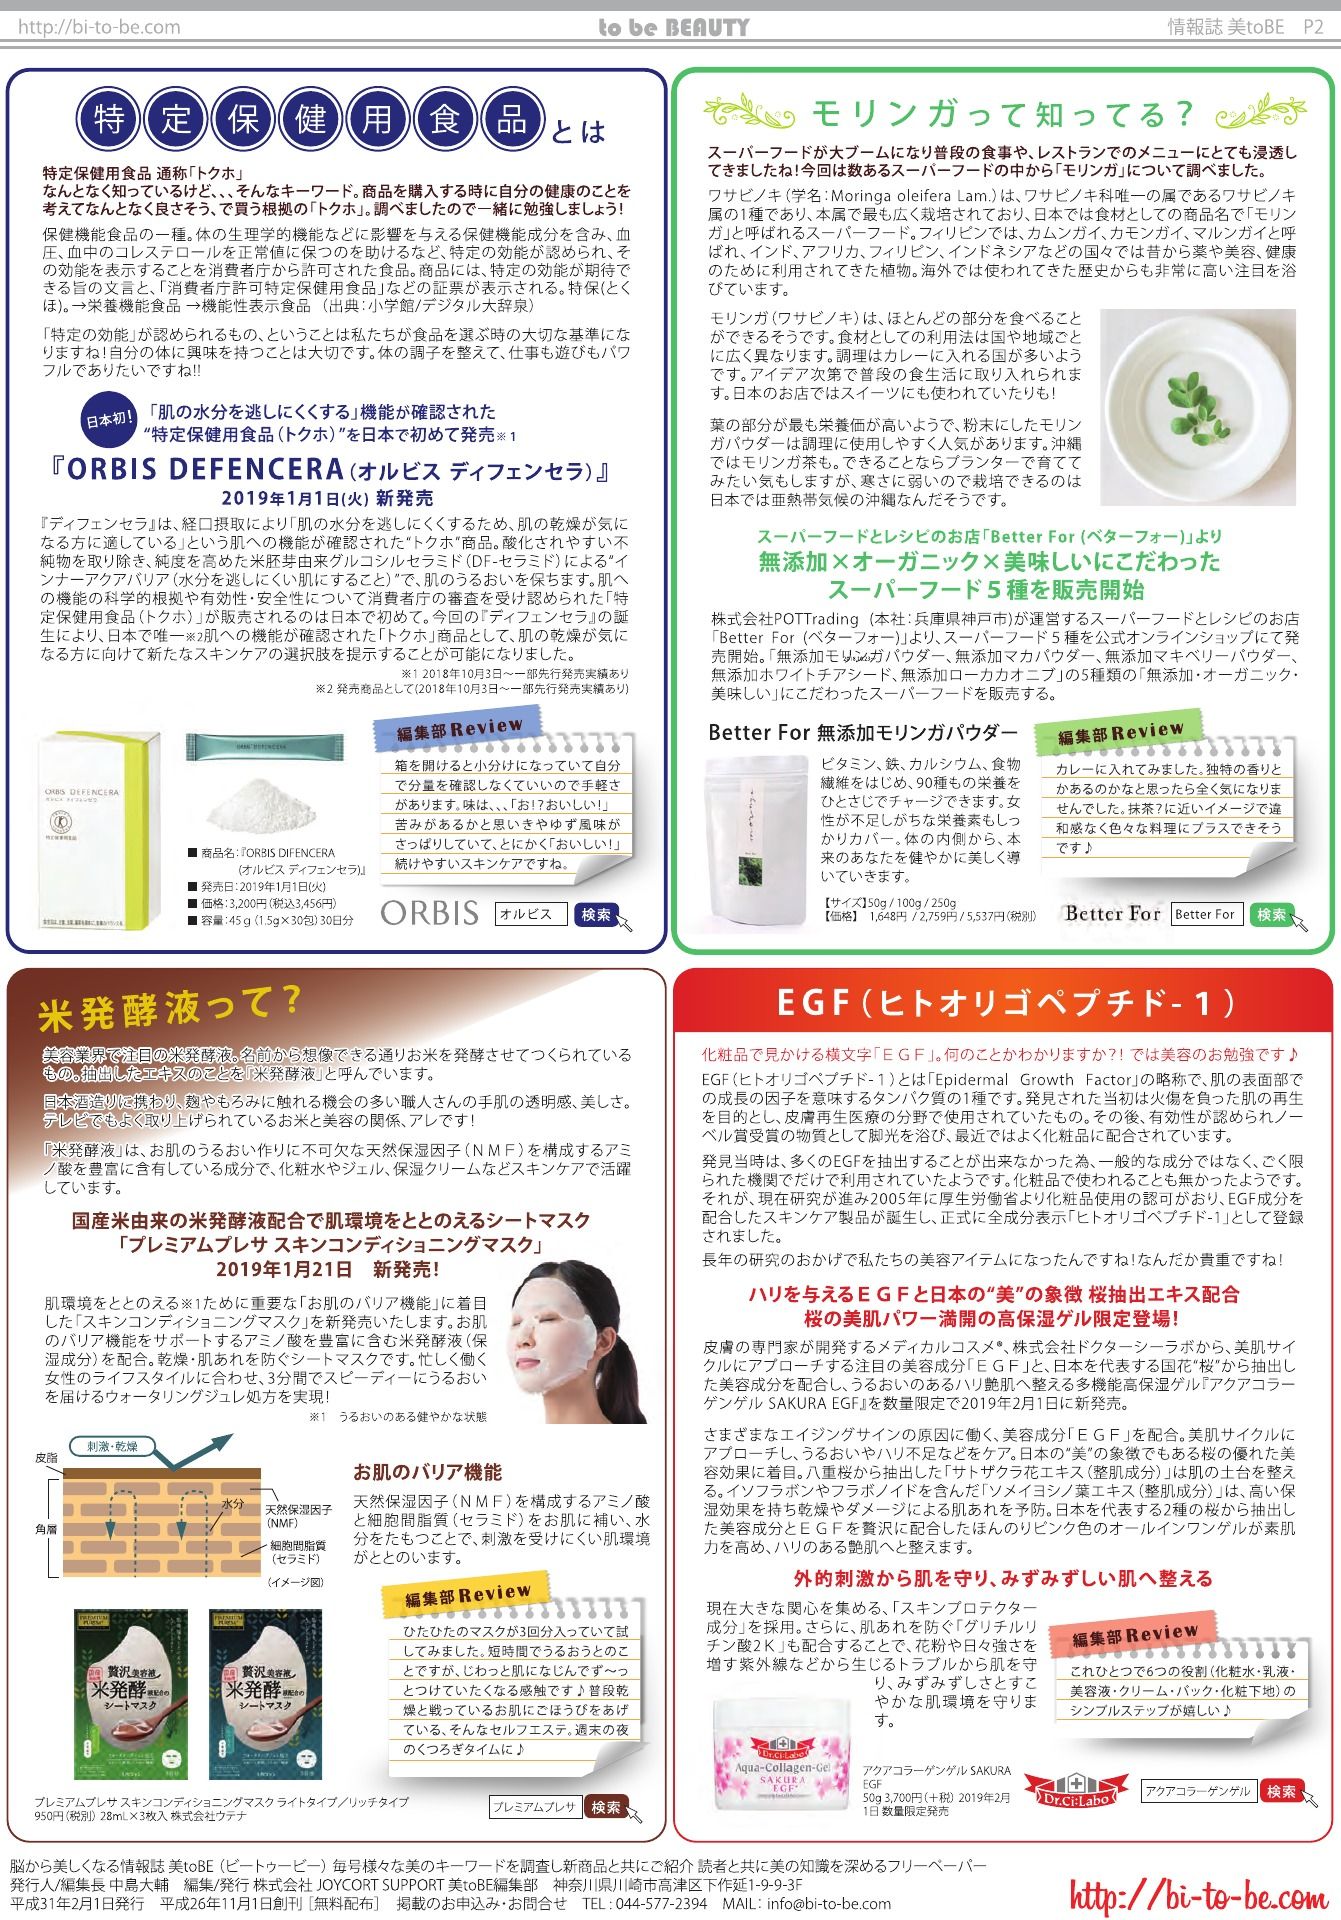 http://bi-to-be.com
to be BEAUTY
情報誌 美toBE P2
特定保健用食品とは
特定保健用食品 通称「トクホ」
なんとなく知っているけど、、、そんなキーワード。商品を購入する時に自分の健康のことを
考えてなんとなく良さそう、で買う根拠の「トクホ」。調べましたので一緒に勉強しましょう!
保健機能食品の一種。体の生理学的機能などに影響を与える保健機能成分を含み、血
圧、血中のコレステロールを正常値に保つのを助けるなど、特定の効能が認められ、そ
の効能を表示することを消費者庁から許可された食品。商品には、特定の効能が期待で
きる旨の文言と、「消費者庁許可特定保健用食品」などの証票が表示される。特保(とく
ほ)。→栄養機能食品 →機能性表示食品 (出典:小学館/デジタル大辞泉)
「特定の効能」が認められるもの、ということは私たちが食品を選ぶ時の大切な基準にな
りますね!自分の体に興味を持つことは大切です。体の調子を整えて、仕事も遊びもパワ
フルでありたいですね!!
日本初!
「肌の水分を逃しにくくする」機能が確認された
“特定保健用食品(トクホ)”を日本で初めて発売※1
『ORBIS DEFENCERA(オルビス ディフェンセラ)』
2019年1月1日(火) 新発売
『ディフェンセラ』は、経口摂取により「肌の水分を逃しにくくするため、肌の乾燥が気に
なる方に適している」という肌への機能が確認された“トクホ”商品。酸化されやすい不
純物を取り除き、純度を高めた米胚芽由来グルコシルセラミド(DF-セラミド)による“イ
ンナーアクアバリア(水分を逃しにくい肌にすること)”で、肌のうるおいを保ちます。肌へ
の機能の科学的根拠や有効性・安全性について消費者庁の審査を受け認められた「特
定保健用食品(トクホ)」が販売されるのは日本で初めて。今回の『ディフェンセラ』の誕
生により、日本で唯一※2肌への機能が確認された「トクホ」商品として、肌の乾燥が気に
なる方に向けて新たなスキンケアの選択肢を提示することが可能になりました。
※1 2018年10月3日~一部先行発売実績あり
※2 発売商品として(2018年10月3日~一部先行発売実績あり)
ORBIS DEFENCERA
オルビス ディフェンセラ
特定保健用食品
ORBIS DEFENCERA
■ 商品名:『ORBIS DIFENCERA
(オルビス ディフェンセラ)』
■ 発売日:2019年1月1日(火)
■ 価格:3,200円(税込3,456円)
■ 容量:45g(1.5g×30包)30日分
編集部Review
箱を開けると小分けになっていて自分
で分量を確認しなくていいので手軽さ
があります。味は、、、「お!?おいしい!」
苦みがあるかと思いきやゆず風味が
さっぱりしていて、とにかく「おいしい!」
続けやすいスキンケアですね。
ORBIS
オルビス
検索
モリンガって知ってる?
スーパーフードが大ブームになり普段の食事や、レストランでのメニューにとても浸透し
てきましたね!今回は数あるスーパーフードの中から「モリンガ」について調べました。
ワサビノキ(学名:Moringa oleifera Lam.)は、ワサビノキ科唯一の属であるワサビノキ
属の1種であり、本属で最も広く栽培されており、日本では食材としての商品名で「モリン
ガ」と呼ばれるスーパーフード。フィリピンでは、カムンガイ、カモンガイ、マルンガイと呼
ばれ、インド、アフリカ、フィリピン、インドネシアなどの国々では昔から薬や美容、健康
のために利用されてきた植物。海外では使われてきた歴史からも非常に高い注目を浴
びています。
モリンガ(ワサビノキ)は、ほとんどの部分を食べること
ができるそうです。食材としての利用法は国や地域ごと
に広く異なります。調理はカレーに入れる国が多いよう
です。アイデア次第で普段の食生活に取り入れられま
す。日本のお店ではスイーツにも使われていたりも!
葉の部分が最も栄養価が高いようで、粉末にしたモリン
ガパウダーは調理に使用しやすく人気があります。沖縄
ではモリンガ茶も。できることならプランターで育てて
みたい気もしますが、寒さに弱いので栽培できるのは
日本では亜熱帯気候の沖縄なんだそうです。
スーパーフードとレシピのお店「Better For (ベターフォー)」より
無添加×オーガニック×美味しいにこだわった
スーパーフード5種を販売開始
株式会社POTTrading (本社:兵庫県神戸市)が運営するスーパーフードとレシピのお店
「Better For (ベターフォー)」より、スーパーフード5種を公式オンラインショップにて発
売開始。「無添加モリンガパウダー、無添加マカパウダー、無添加マキベリーパウダー、
無添加ホワイトチアシード、無添加ローカカオニブ」の5種類の「無添加・オーガニック・
美味しい」にこだわったスーパーフードを販売する。
Better For 無添加モリンガパウダー
ビタミン、鉄、カルシウム、食物
繊維をはじめ、90種もの栄養を
ひとさじでチャージできます。女
性が不足しがちな栄養素もしっ
かりカバー。体の内側から、本
来のあなたを健やかに美しく導
いていきます。
【サイズ】50g / 100g / 250g
【価格】 1,648円 / 2,759円 / 5,537円(税別)
編集部Review
カレーに入れてみました。独特の香りと
かあるのかなと思ったら全く気になりま
せんでした。抹茶?に近いイメージで違
和感なく色々な料理にプラスできそう
です♪
Better For
Better For
検索
米発酵液って?
美容業界で注目の米発酵液。名前から想像できる通りお米を発酵させてつくられている
もの。抽出したエキスのことを「米発酵液」と呼んでいます。
日本酒造りに携わり、麹やもろみに触れる機会の多い職人さんの手肌の透明感、美しさ。
テレビでもよく取り上げられているお米と美容の関係、アレです!
「米発酵液」は、お肌のうるおい作りに不可欠な天然保湿因子(NMF)を構成するアミ
ノ酸を豊富に含有している成分で、化粧水やジェル、保湿クリームなどスキンケアで活躍
しています。
国産米由来の米発酵液配合で肌環境をととのえるシートマスク
「プレミアムプレサ スキンコンディショニングマスク」
2019年1月21日 新発売!
肌環境をととのえる※1ために重要な「お肌のバリア機能」に着目
した「スキンコンディショニングマスク」を新発売いたします。お肌
のバリア機能をサポートするアミノ酸を豊富に含む米発酵液(保
湿成分)を配合。乾燥・肌あれを防ぐシートマスクです。忙しく働く
女性のライフスタイルに合わせ、3分間でスピーディーにうるおい
を届けるウォータリングジュレ処方を実現!
※1 うるおいのある健やかな状態
刺激・乾燥
皮脂
角層
水分
天然保湿因子
(NMF)
細胞間脂質
(セラミド)
(イメージ図)
お肌のバリア機能
天然保湿因子(NMF)を構成するアミノ酸
と細胞間脂質(セラミド)をお肌に補い、水
分をたもつことで、刺激を受けにくい肌環境
がととのいます。
PREMIUM PURESA
贅沢美容液
国産米発酵液配合の
シートマスク
PREMIUM PURESA
贅沢美容液
国産米発酵液配合の
シートマスク
編集部Review
ひたひたのマスクが3回分入っていて試
してみました。短時間でうるおうとのこ
とですが、じわっと肌になじんでず~っ
とつけていたくなる感触です♪普段乾
燥と戦っているお肌にごほうびをあげ
ている、そんなセルフエステ。週末の夜
のくつろぎタイムに♪
プレミアムプレサ スキンコンディショニングマスク ライトタイプ/リッチタイプ
950円(税別) 28mL×3枚入 株式会社ウテナ
プレミアムプレサ
検索
EGF(ヒトオリゴペプチド-1)
化粧品で見かける横文字「EGF」。何のことかわかりますか?! では美容のお勉強です♪
EGF(ヒトオリゴペプチド-1)とは「Epidermal Growth Factor」の略称で、肌の表面部で
の成長の因子を意味するタンパク質の1種です。発見された当初は火傷を負った肌の再生
を目的とし、皮膚再生医療の分野で使用されていたもの。その後、有効性が認められノー
ベル賞受賞の物質として脚光を浴び、最近ではよく化粧品に配合されています。
発見当時は、多くのEGFを抽出することが出来なかった為、一般的な成分ではなく、ごく限
られた機関でだけで利用されていたようです。化粧品で使われることも無かったようです。
それが、現在研究が進み2005年に厚生労働省より化粧品使用の認可がおり、EGF成分を
配合したスキンケア製品が誕生し、正式に全成分表示「ヒトオリゴペプチド-1」として登録
されました。
長年の研究のおかげで私たちの美容アイテムになったんですね!なんだか貴重ですね!
ハリを与えるEGFと日本の“美”の象徴 桜抽出エキス配合
桜の美肌パワー満開の高保湿ゲル限定登場!
皮膚の専門家が開発するメディカルコスメ®、株式会社ドクターシーラボから、美肌サイ
クルにアプローチする注目の美容成分「EGF」と、日本を代表する国花“桜”から抽出し
た美容成分を配合し、うるおいのあるハリ艶肌へ整える多機能高保湿ゲル『アクアコラー
ゲンゲル SAKURA EGF』を数量限定で2019年2月1日に新発売。
さまざまなエイジングサインの原因に働く、美容成分「EGF」を配合。美肌サイクルに
アプローチし、うるおいやハリ不足などをケア。日本の“美”の象徴でもある桜の優れた美
容効果に着目。八重桜から抽出した「サトザクラ花エキス(整肌成分)」は肌の土台を整え
る。イソフラボンやフラボノイドを含んだ「ソメイヨシノ葉エキス(整肌成分)」は、高い保
湿効果を持ち乾燥やダメージによる肌あれを予防。日本を代表する2種の桜から抽出し
た美容成分とEGFを贅沢に配合したほんのりピンク色のオールインワンゲルが素肌
力を高め、ハリのある艶肌へと整えます。
外的刺激から肌を守り、みずみずしい肌へ整える
現在大きな関心を集める、「スキンプロテクター
成分」を採用。さらに、肌あれを防ぐ「グリチルリ
チン酸2K」も配合することで、花粉や日々強さを
増す紫外線などから生じるトラブルから肌を守
り、みずみずしさとすこ
やかな肌環境を守りま
す。
Dr.Ci:Labo
Aqua-Collagen-Gel
SAKURA
EGF
編集部Review
これひとつで6つの役割(化粧水・乳液・
美容液・クリーム・パック・化粧下地)の
シンプルステップが嬉しい♪
アクアコラーゲンゲル SAKURA
EGF
50g 3,700円(+税) 2019年2月
1日 数量限定発売
Dr.Ci:Labo
アクアコラーゲンゲル
検索
脳から美しくなる情報誌 美toBE (ビートゥービー) 毎号様々な美のキーワードを調査し新商品と共にご紹介 読者と共に美の知識を深めるフリーペーパー
発行人/編集長 中島大輔 編集/発行 株式会社 JOYCORT SUPPORT 美toBE編集部 神奈川県川崎市高津区下作延1-9-9-3F
平成31年2月1日発行 平成26年11月1日創刊 [無料配布] 掲載のお申込み・お問合せ TEL : 044-577-2394 MAIL: info@bi-to-be.com
http://bi-to-be.com